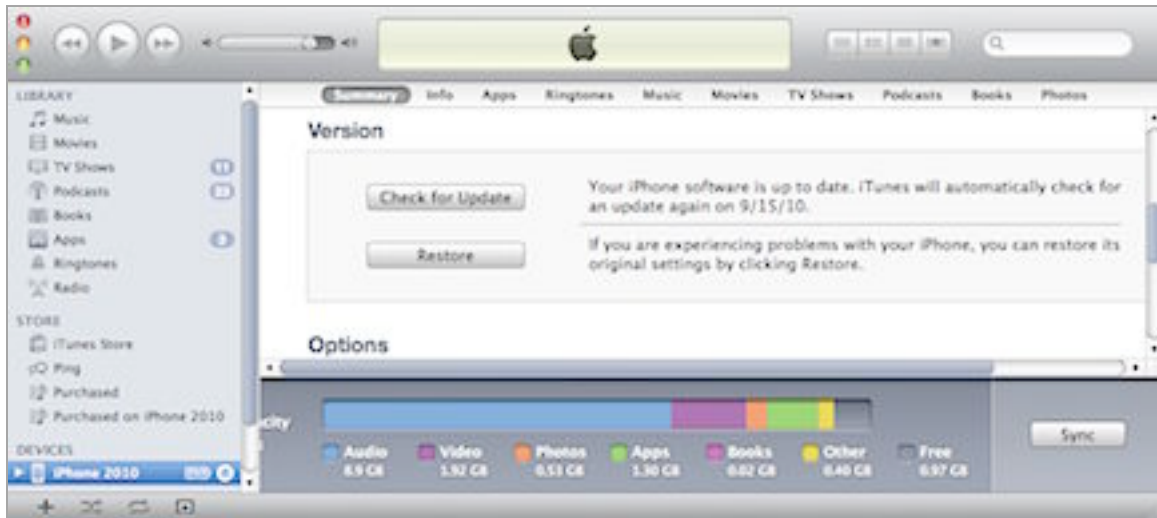 LIBRARY
Music
Movies
TV Shows
Podcasts
Books
Apps
Ringtones
Radio
STORE
iTunes Store
Ping
Purchased
Purchased on iPhone 2010
DEVICES
iPhone 2010
Summary Info Apps Ringtones Music Movies TV Shows Podcasts Books Photos
Version
Check for Update
Your iPhone software is up to date. iTunes will automatically check for
an update again on 9/15/10.
Restore
If you are experiencing problems with your iPhone, you can restore its
original settings by clicking Restore.
Options
city
Audio Video Photos Apps Books Other Free
8.9 GB 1.92 GB 0.53 GB 1.30 GB 0.02 GB 0.40 GB 0.97 GB
Sync